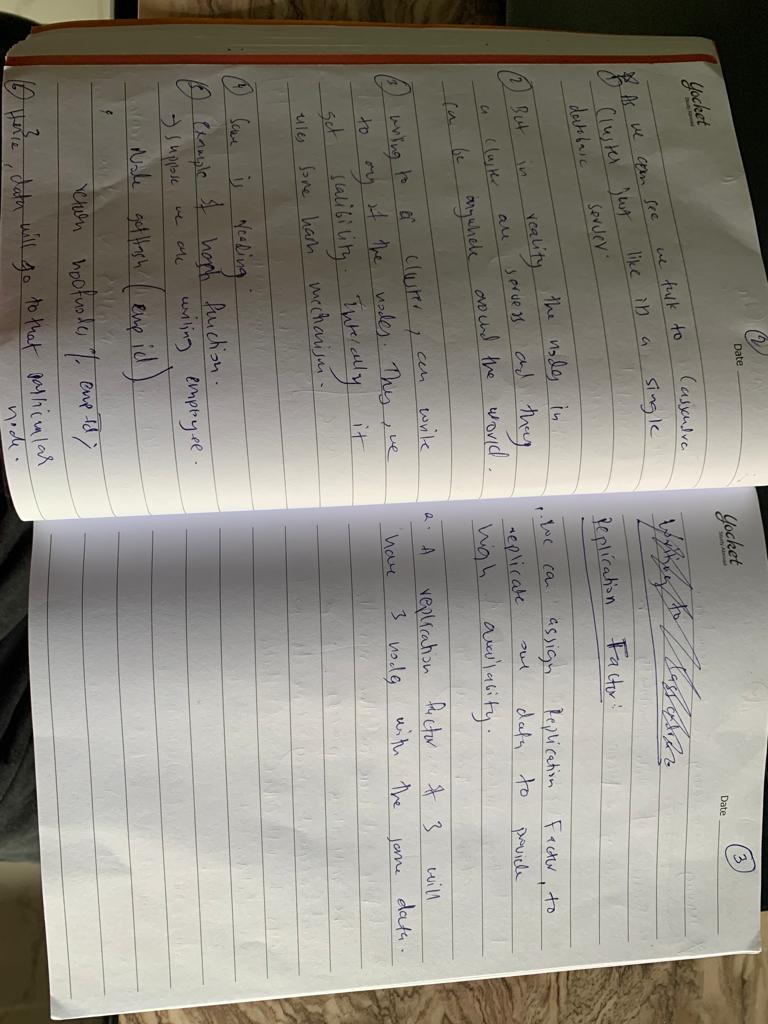 2
Date
Yocket
Study Abroad
1 As we can see we talk to Cassandra
Cluster just like its a single
database server.
2 But in reality the nodes in
a cluster are servers and they
can be anywhere around the world.
3 writing to a cluster, can write
to any of the nodes. Thus, we
get scalibility. Internally it
uses some hash mechanism.
4 Same is reading.
5 Example of hash function.
→ suppose we are writing employee.
Node getHash (emp id)
return noofnodes % empId;
3
6 Hence, data will go to that particular
node.
3
Yocket
Study Abroad
Date
to Cassandra
Replication Factor:
1. We can assign Replication Factor, to
replicate our data to provide
high availabity.
2. A replication factor of 3 will
have 3 nodes with the same data.